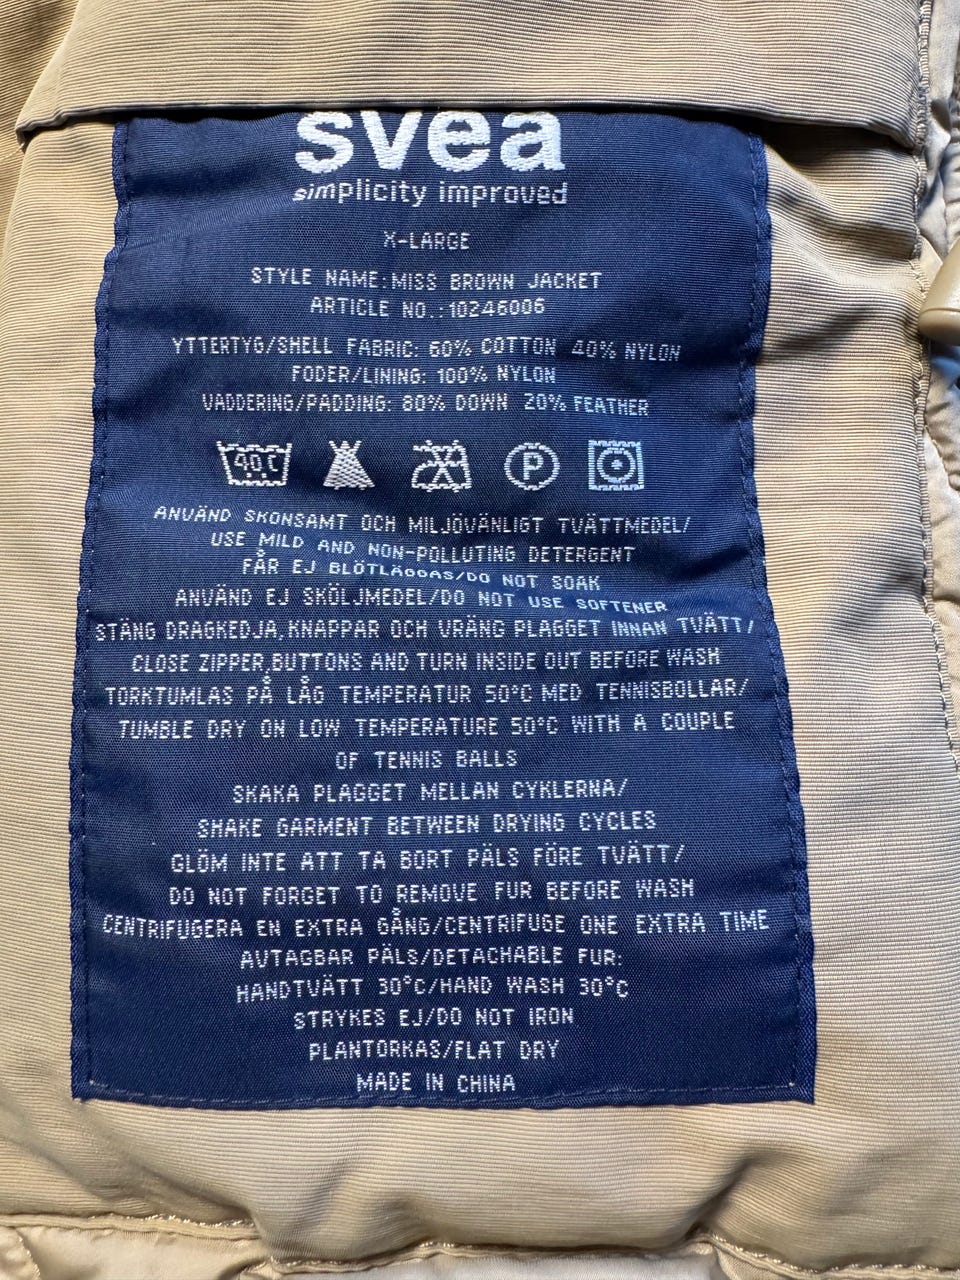 svea
simplicity improved
X-LARGE
STYLE NAME:MISS BROWN JACKET
ARTICLE NO.:10246006
YTTERTYG/SHELL FABRIC: 60% COTTON 40% NYLON
FODER/LINING: 100% NYLON
VADDERING/PADDING: 80% DOWN 20% FEATHER
40C P
ANVÄND SKONSAMT OCH MILJÖVÄNLIGT TVÄTTMEDEL/
USE MILD AND NON-POLLUTING DETERGENT
FÅR EJ BLÖTLÄGGAS/DO NOT SOAK
ANVÄND EJ SKÖLJMEDEL/DO NOT USE SOFTENER
STÄNG DRAGKEDJA,KNAPPAR OCH VRÄNG PLAGGET INNAN TVÄTT/
CLOSE ZIPPER,BUTTONS AND TURN INSIDE OUT BEFORE WASH
TORKTUMLAS PÅ LÅG TEMPERATUR 50°C MED TENNISBOLLAR/
TUMBLE DRY ON LOW TEMPERATURE 50°C WITH A COUPLE
OF TENNIS BALLS
SKAKA PLAGGET MELLAN CYKLERNA/
SHAKE GARMENT BETWEEN DRYING CYCLES
GLÖM INTE ATT TA BORT PÄLS FÖRE TVÄTT/
DO NOT FORGET TO REMOVE FUR BEFORE WASH
CENTRIFUGERA EN EXTRA GÅNG/CENTRIFUGE ONE EXTRA TIME
AVTAGBAR PÄLS/DETACHABLE FUR:
HANDTVÄTT 30°C/HAND WASH 30°C
STRYKES EJ/DO NOT IRON
PLANTORKAS/FLAT DRY
MADE IN CHINA